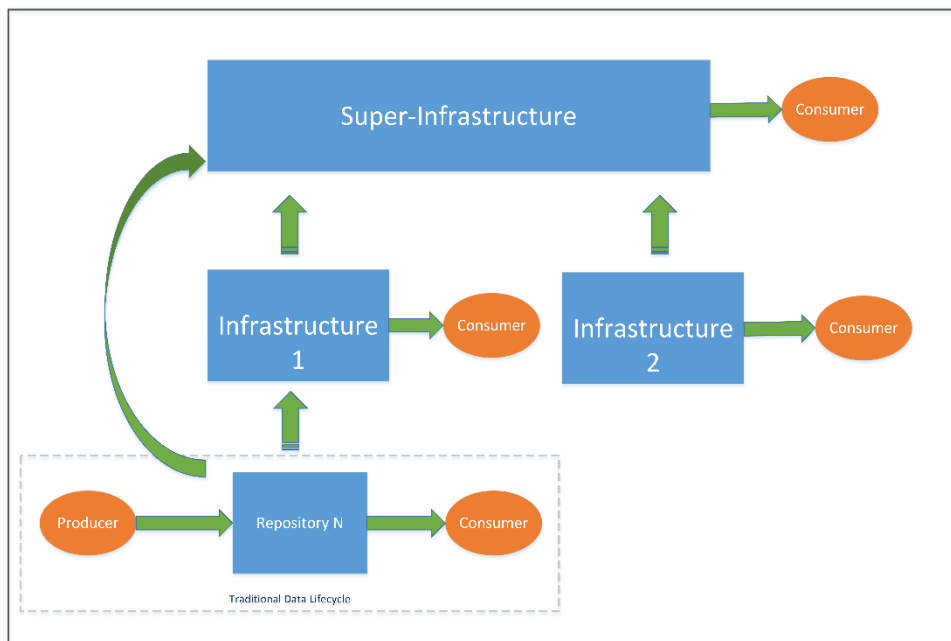 Super-Infrastructure
Consumer
Infrastructure
1
Consumer
Infrastructure
2
Consumer
Producer
Repository N
Consumer
Traditional Data Lifecycle